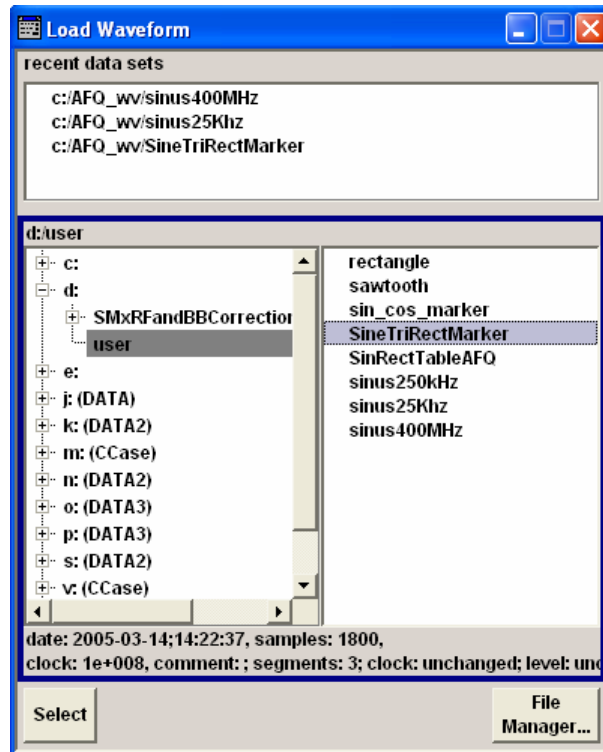 Load Waveform
recent data sets
c:/AFQ_wv/sinus400MHz
c:/AFQ_wv/sinus25Khz
c:/AFQ_wv/SineTriRectMarker
d:/user
c:
d:
SMxRFandBBCorrection
user
e:
j: (DATA)
k: (DATA2)
m: (CCase)
n: (DATA2)
o: (DATA3)
p: (DATA3)
s: (DATA2)
v: (CCase)
rectangle
sawtooth
sin_cos_marker
SineTriRectMarker
SinRectTableAFQ
sinus250kHz
sinus25Khz
sinus400MHz
date: 2005-03-14;14:22:37, samples: 1800,
clock: 1e+008, comment: ; segments: 3; clock: unchanged; level: unc
Select
File
Manager...